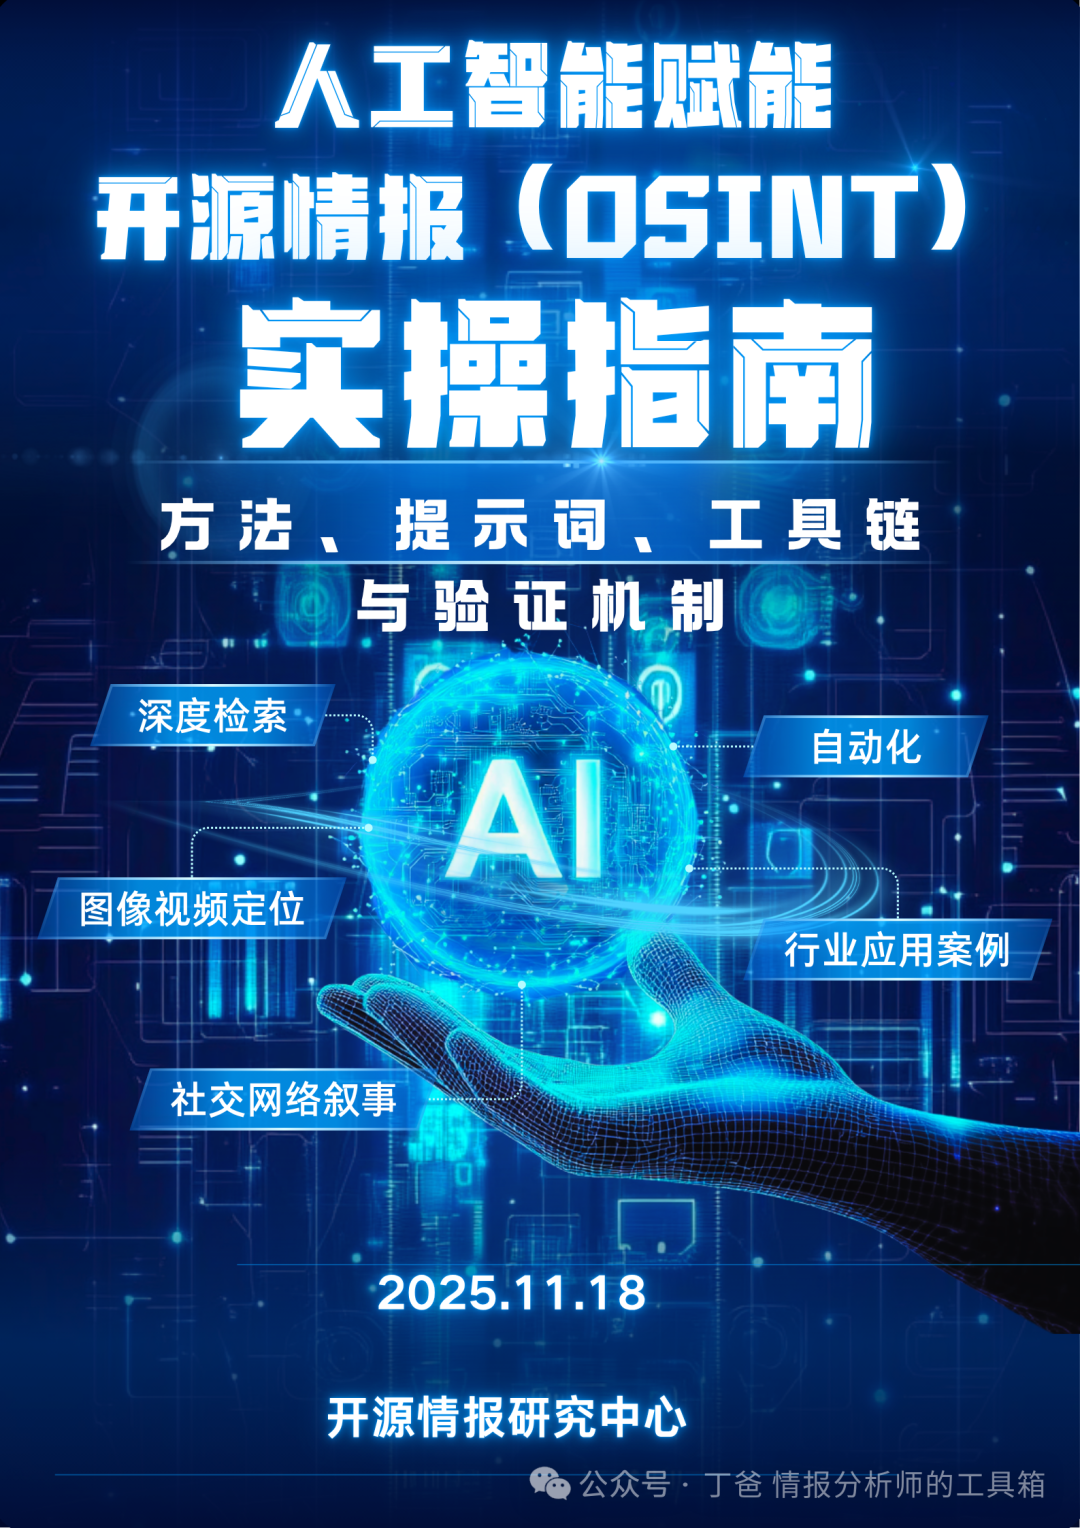 人工智能赋能
开源情报（OSINT）
实操指南
方法、提示词、工具链
与验证机制
深度检索
自动化
AI
图像视频定位
行业应用案例
社交网络叙事
2025.11.18
开源情报研究中心
公众号·丁爸 情报分析师的工具箱